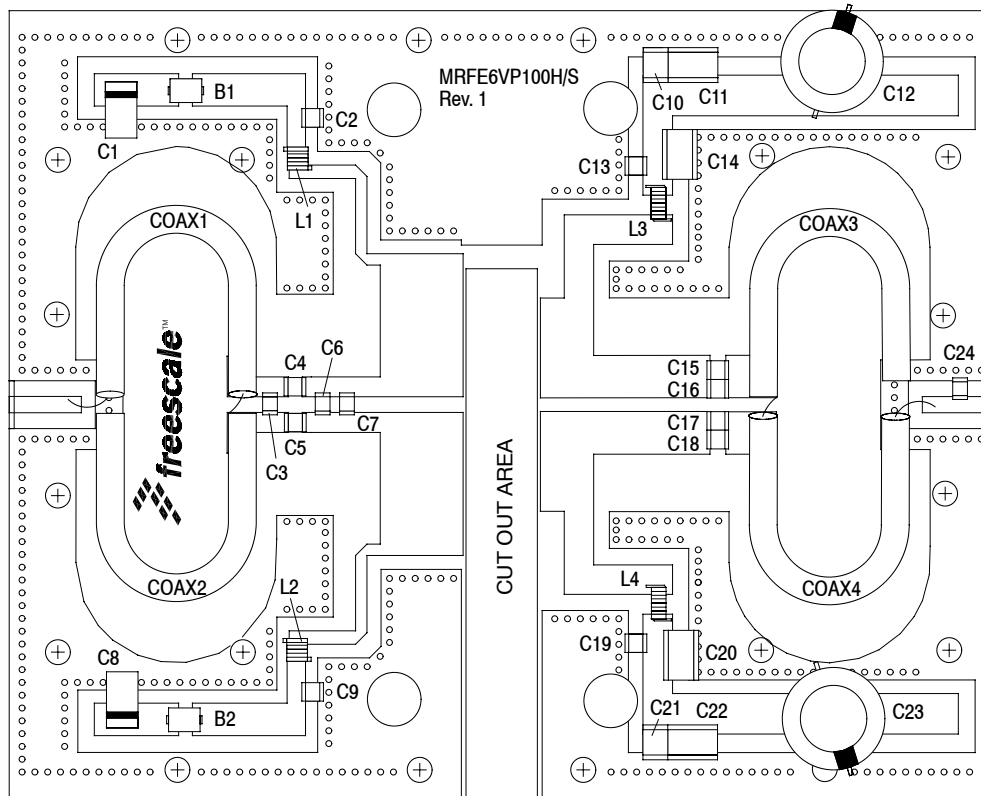 MRFE6VP100H/S
Rev. 1
B1
C2
C1
L1
COAX1
freescale™
C4
C6
C3
C5
C7
COAX2
L2
C8
B2
C9
CUT OUT AREA
C10
C11
C12
C13
C14
L3
COAX3
C15
C16
C17
C18
C24
COAX4
L4
C19
C20
C21
C22
C23